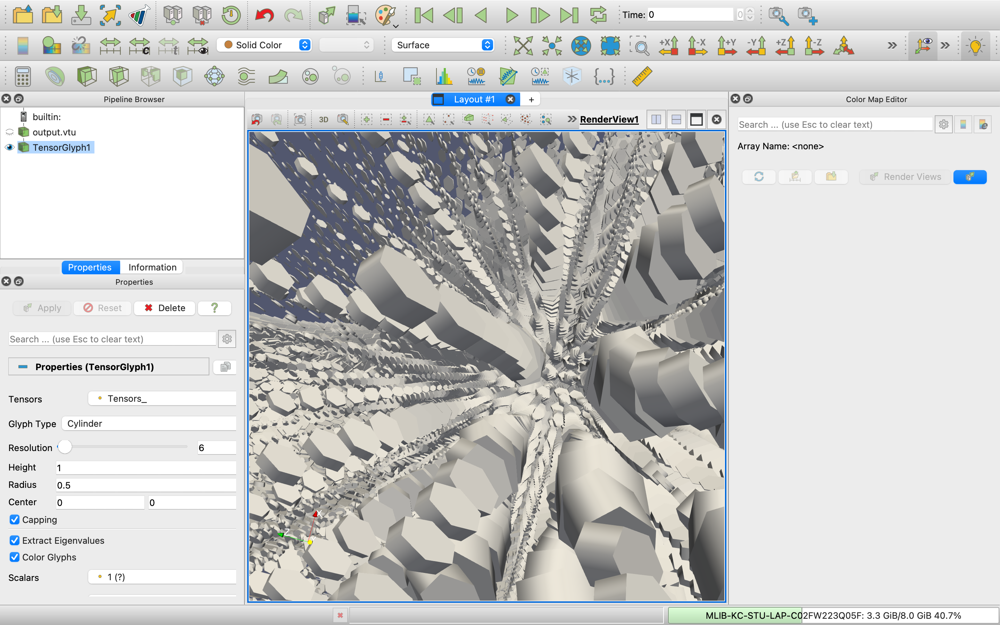 Time: 0
0
c
t
Solid Color
Surface
+X
-X
+Y
-Y
+Z
-Z
»
»
{...}
Pipeline Browser
Layout #1
+
Color Map Editor
builtin:
output.vtu
TensorGlyph1
3D
» RenderView1
Search ... (use Esc to clear text)
e
Array Name: <none>
Render Views
Properties
Information
Properties
Apply
Reset
Delete
?
Search ... (use Esc to clear text)
Properties (TensorGlyph1)
Tensors
Tensors_
Glyph Type
Cylinder
Resolution
6
Height
1
Radius
0.5
Center
0
0
Capping
Extract Eigenvalues
Color Glyphs
Scalars
1 (?)
X
Z
Y
MLIB-KC-STU-LAP-C02FW223Q05F: 3.3 GiB/8.0 GiB 40.7%